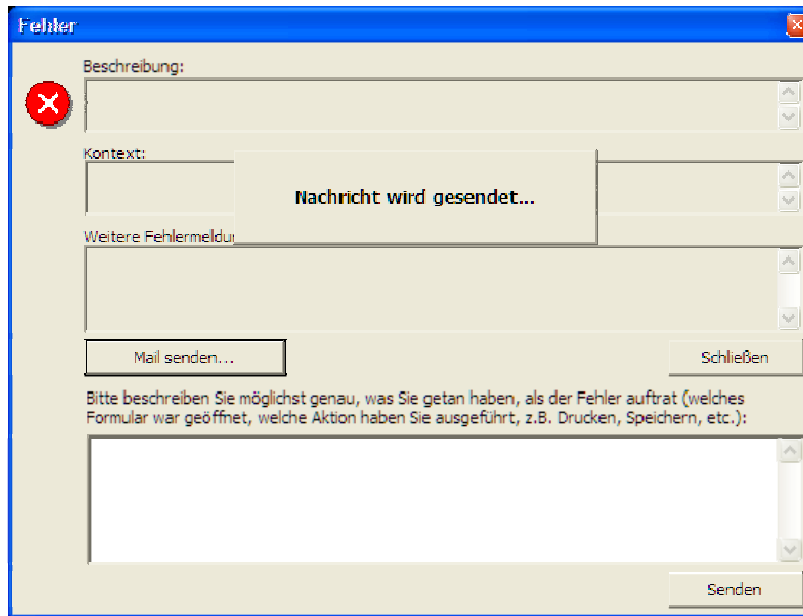 Fehler
Beschreibung:
Kontext:
Nachricht wird gesendet...
Weitere
Mail senden...
Schließen
Bitte beschreiben Sie möglichst genau, was Sie getan haben, als der Fehler auftrat (welches
Formular war geöffnet, welche Aktion haben Sie ausgeführt, z.B. Drucken, Speichern, etc.):
Senden